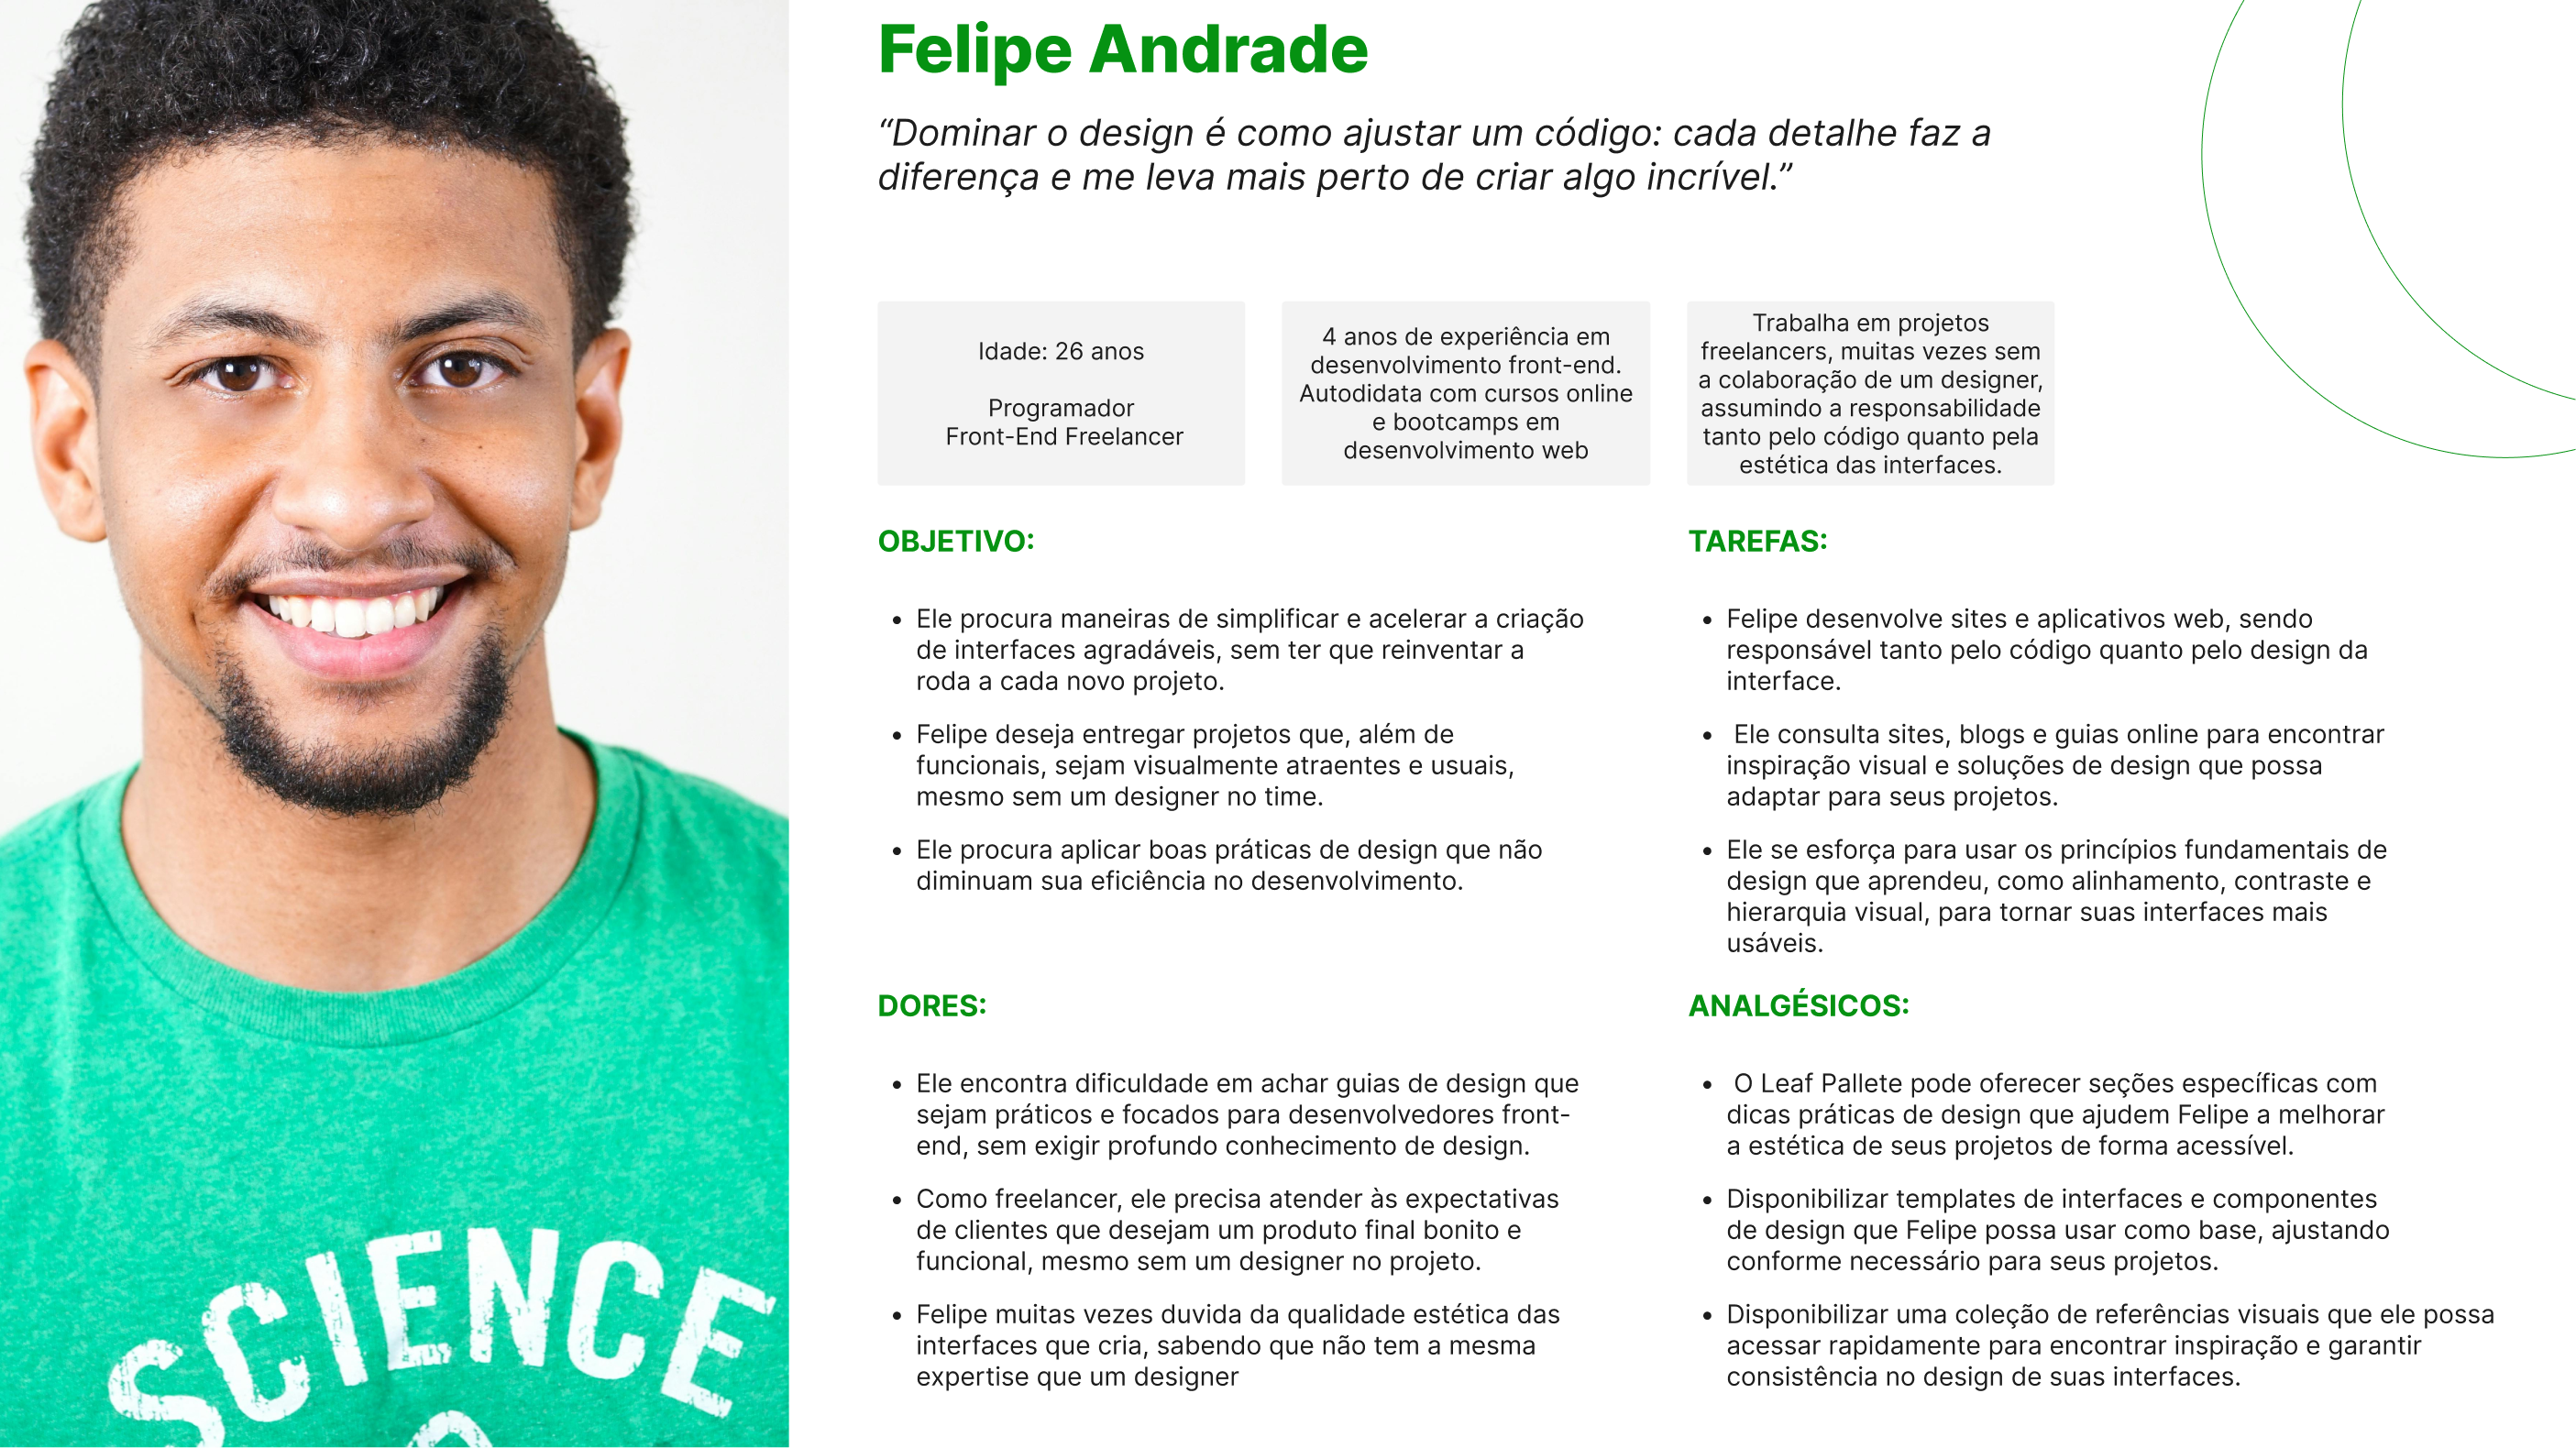 Felipe Andrade
“Dominar o design é como ajustar um código: cada detalhe faz a
diferença e me leva mais perto de criar algo incrível.”
Idade: 26 anos
Programador
Front-End Freelancer
4 anos de experiência em
desenvolvimento front-end.
Autodidata com cursos online
e bootcamps em
desenvolvimento web
Trabalha em projetos
freelancers, muitas vezes sem
a colaboração de um designer,
assumindo a responsabilidade
tanto pelo código quanto pela
estética das interfaces.
OBJETIVO:
• Ele procura maneiras de simplificar e acelerar a criação
de interfaces agradáveis, sem ter que reinventar a
roda a cada novo projeto.
• Felipe deseja entregar projetos que, além de
funcionais, sejam visualmente atraentes e usuais,
mesmo sem um designer no time.
• Ele procura aplicar boas práticas de design que não
diminuam sua eficiência no desenvolvimento.
TAREFAS:
• Felipe desenvolve sites e aplicativos web, sendo
responsável tanto pelo código quanto pelo design da
interface.
• Ele consulta sites, blogs e guias online para encontrar
inspiração visual e soluções de design que possa
adaptar para seus projetos.
• Ele se esforça para usar os princípios fundamentais de
design que aprendeu, como alinhamento, contraste e
hierarquia visual, para tornar suas interfaces mais
usáveis.
DORES:
• Ele encontra dificuldade em achar guias de design que
sejam práticos e focados para desenvolvedores front-
end, sem exigir profundo conhecimento de design.
• Como freelancer, ele precisa atender às expectativas
de clientes que desejam um produto final bonito e
funcional, mesmo sem um designer no projeto.
• Felipe muitas vezes duvida da qualidade estética das
interfaces que cria, sabendo que não tem a mesma
expertise que um designer
ANALGÉSICOS:
• O Leaf Pallete pode oferecer seções específicas com
dicas práticas de design que ajudem Felipe a melhorar
a estética de seus projetos de forma acessível.
• Disponibilizar templates de interfaces e componentes
de design que Felipe possa usar como base, ajustando
conforme necessário para seus projetos.
• Disponibilizar uma coleção de referências visuais que ele possa
acessar rapidamente para encontrar inspiração e garantir
consistência no design de suas interfaces.
SCIENCE